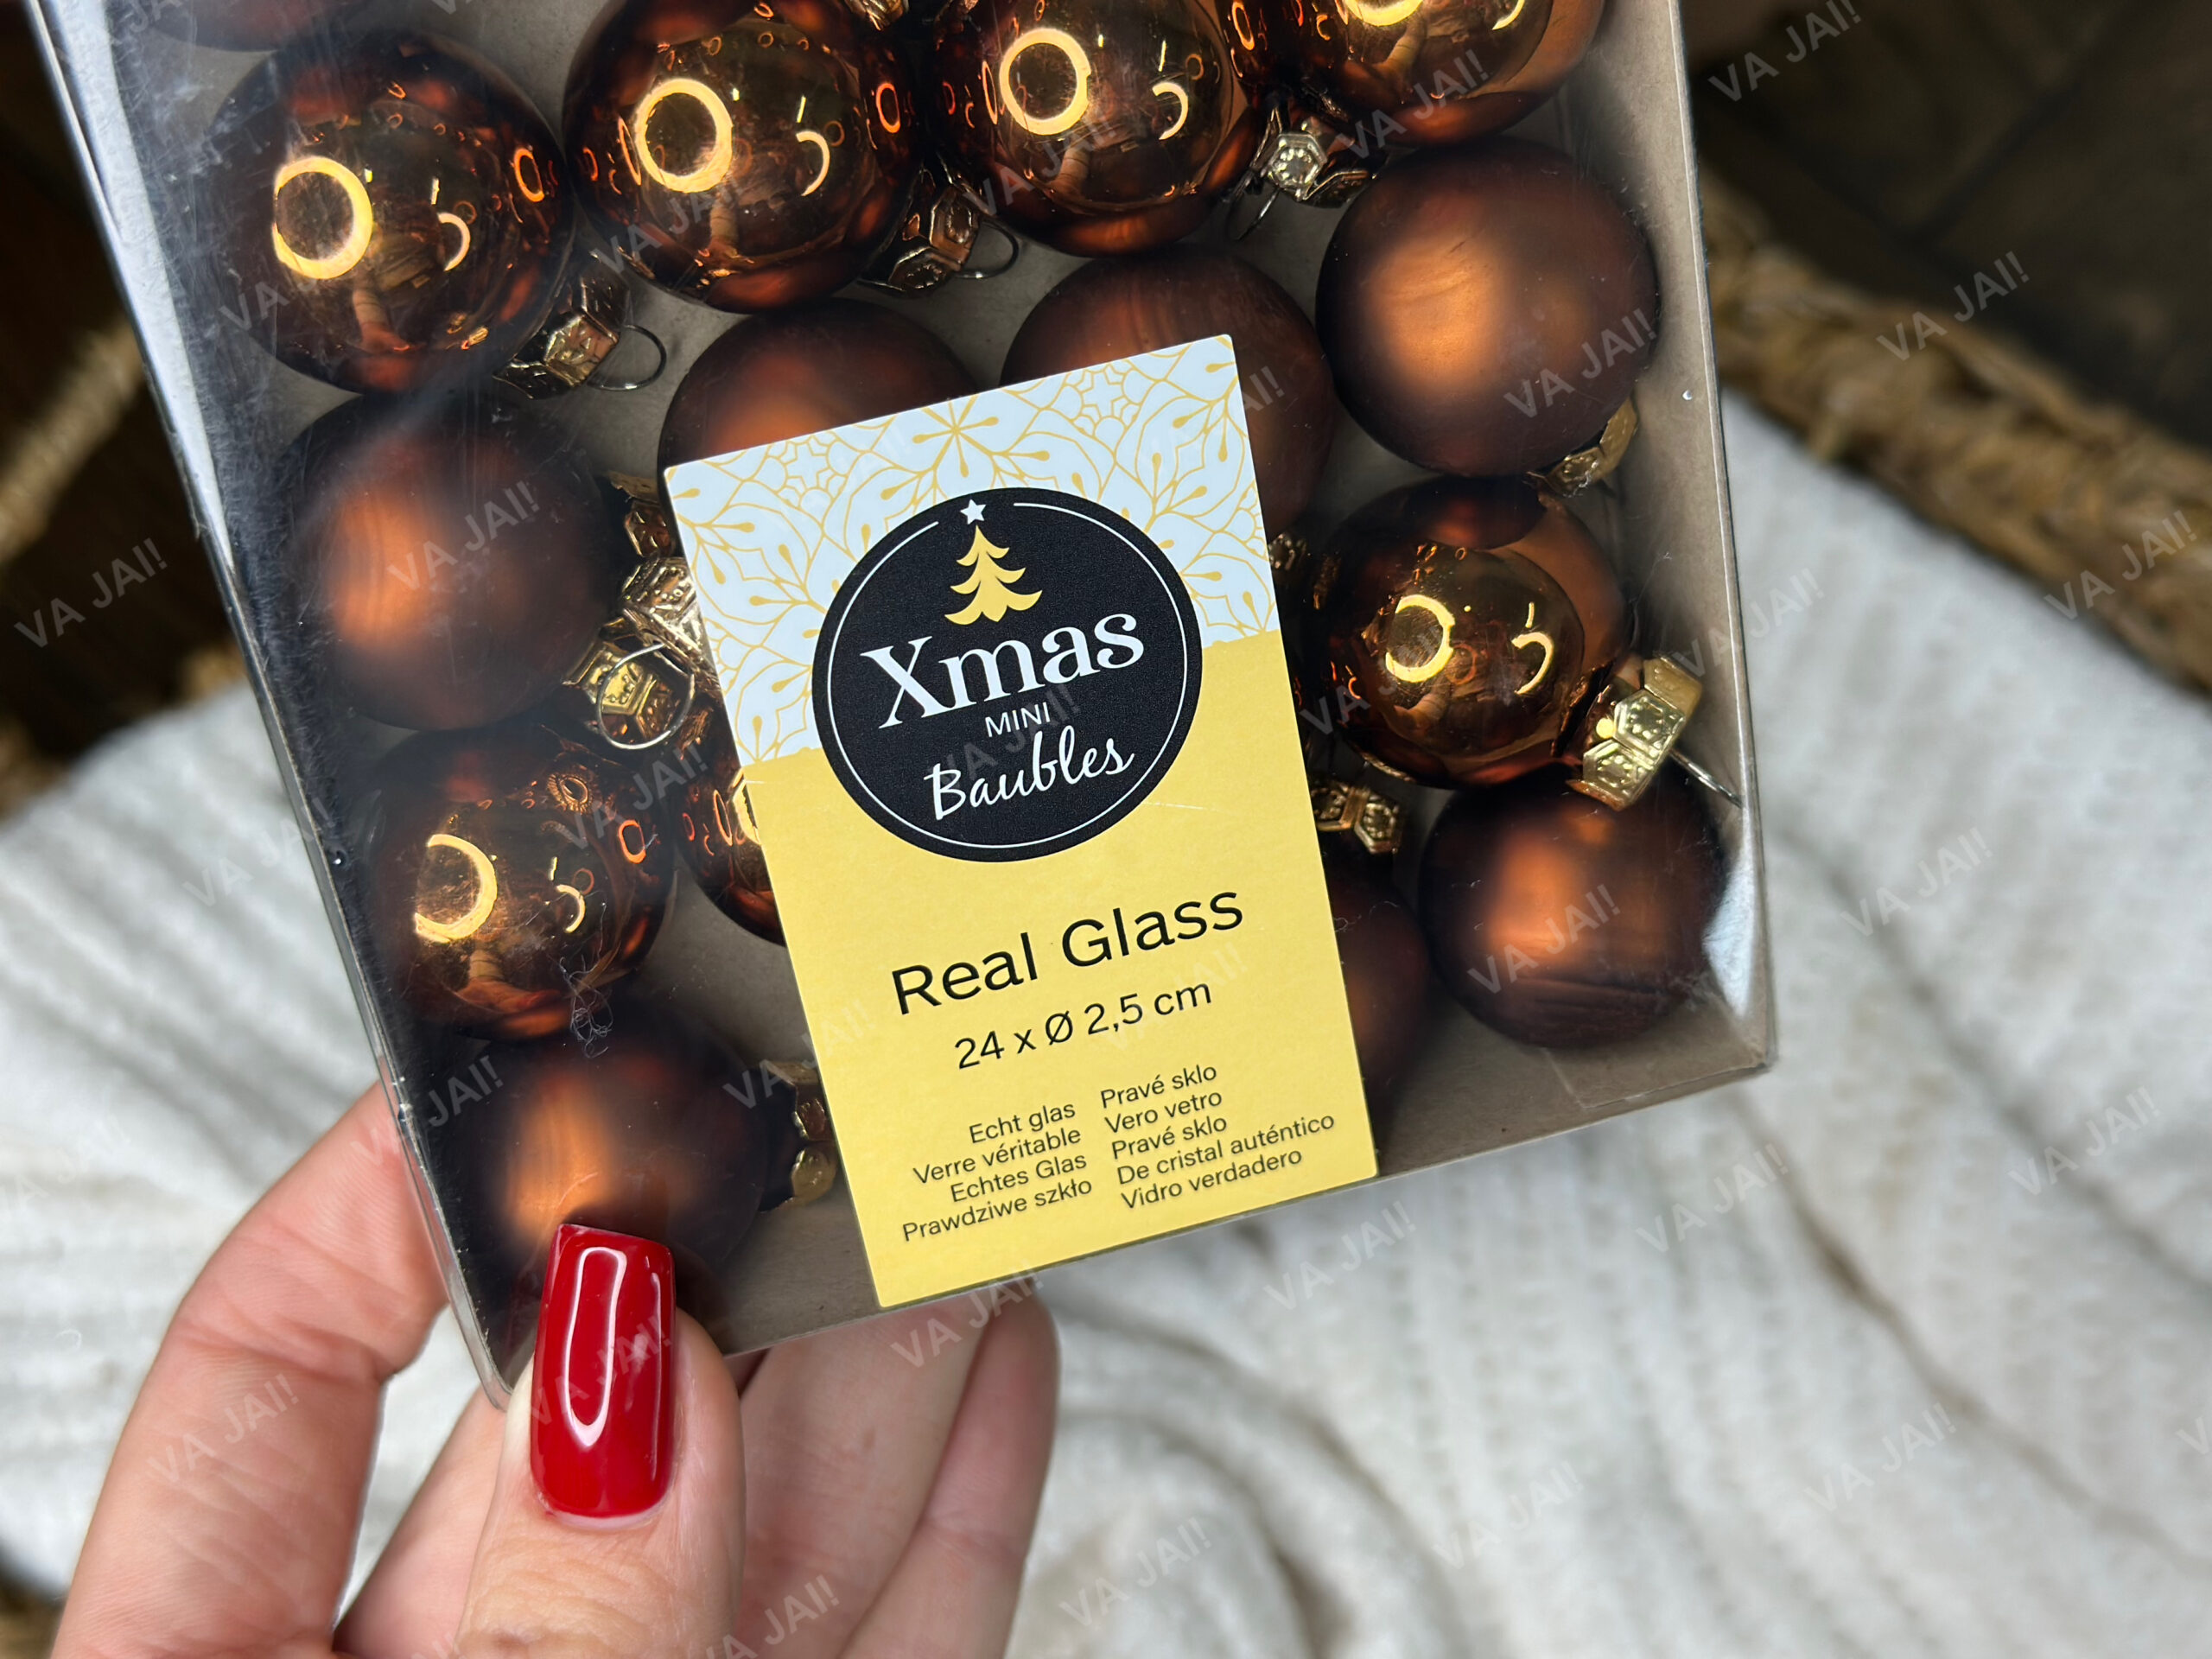 Xmas
MINI
Baubles
Real Glass
24 x Ø 2,5 cm
Echt glas
Verre véritable
Echtes Glas
Prawdziwe szkło
Pravé sklo
Vero vetro
Pravé sklo
De cristal auténtico
Vidro verdadero
VA JAI!